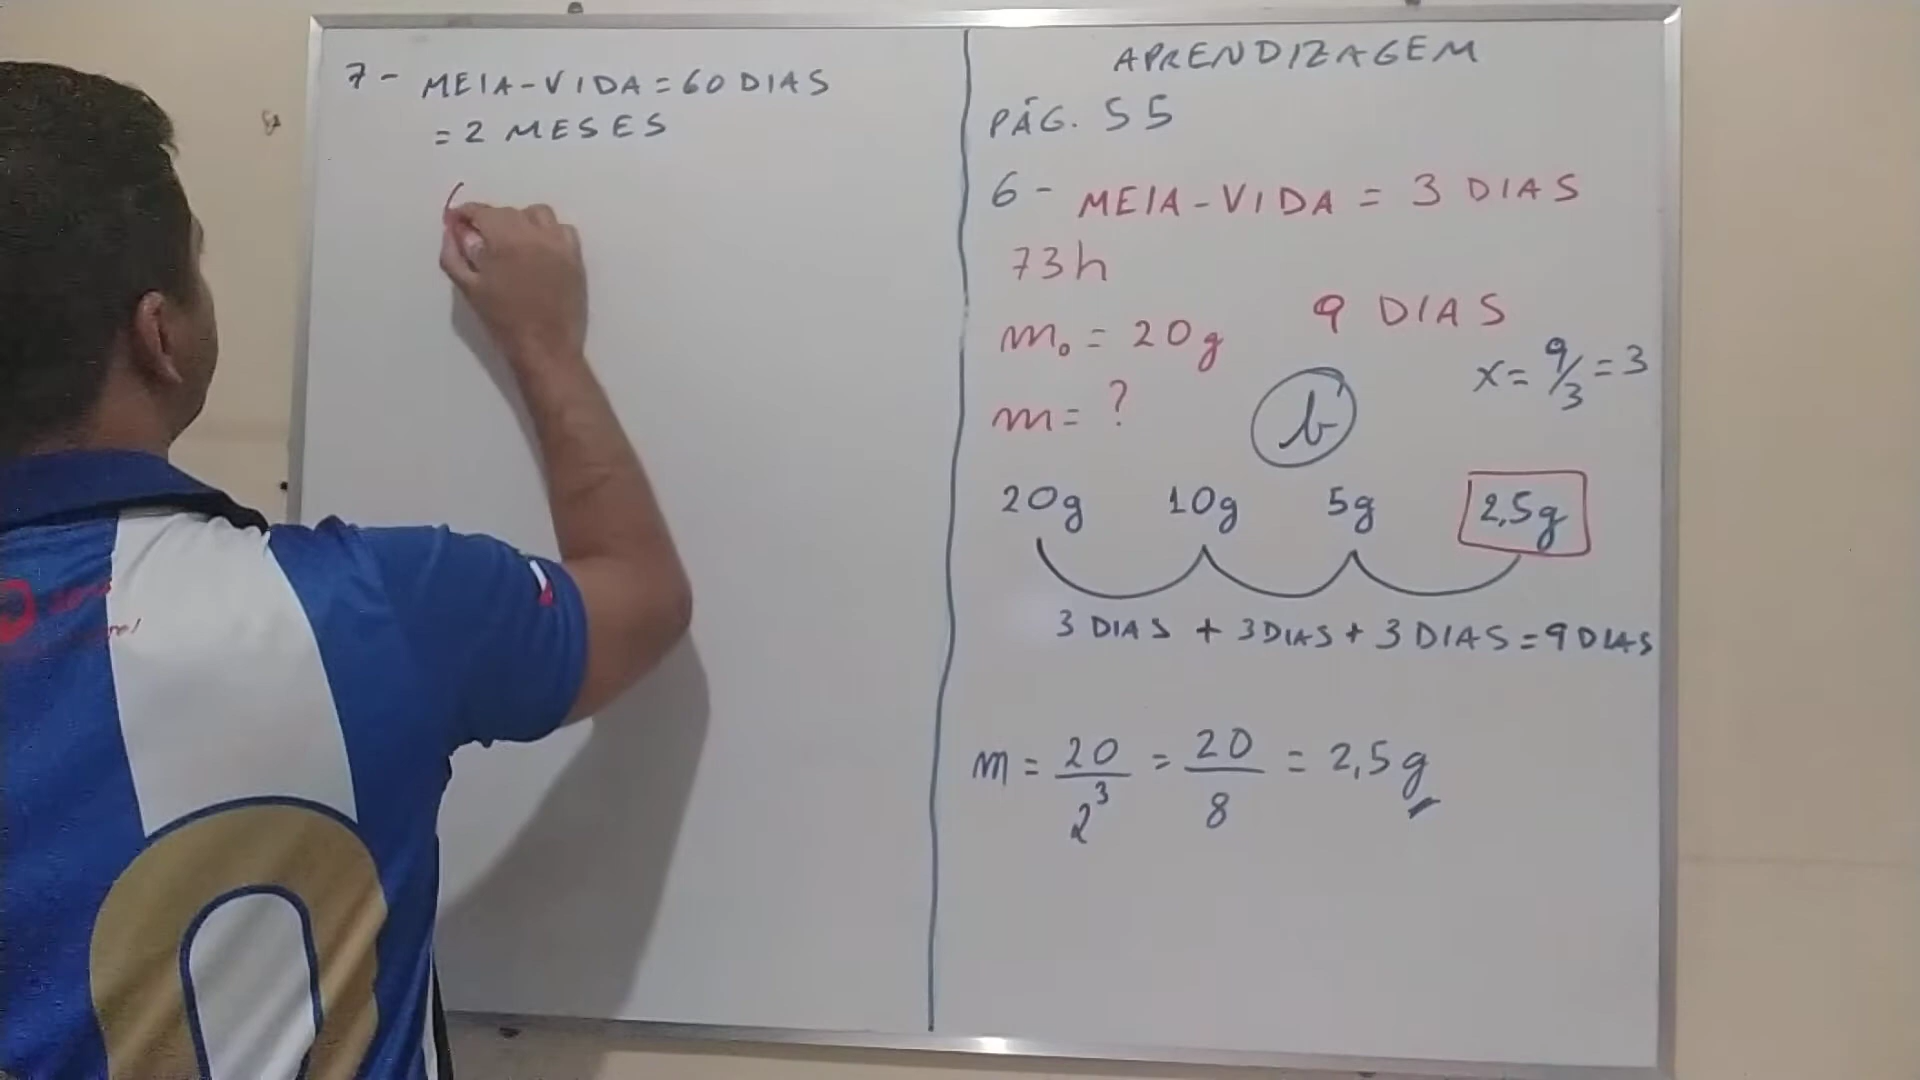 7- MEIA-VIDA = 60 DIAS
= 2 MESES
APRENDIZAGEM
PÁG. 55
6- MEIA-VIDA = 3 DIAS
73h
9 DIAS
m₀ = 20g
x = 9/3 = 3
m = ?
b
20g 10g 5g 2,5g
3 DIAS + 3 DIAS + 3 DIAS = 9 DIAS
m = 20/2³ = 20/8 = 2,5g